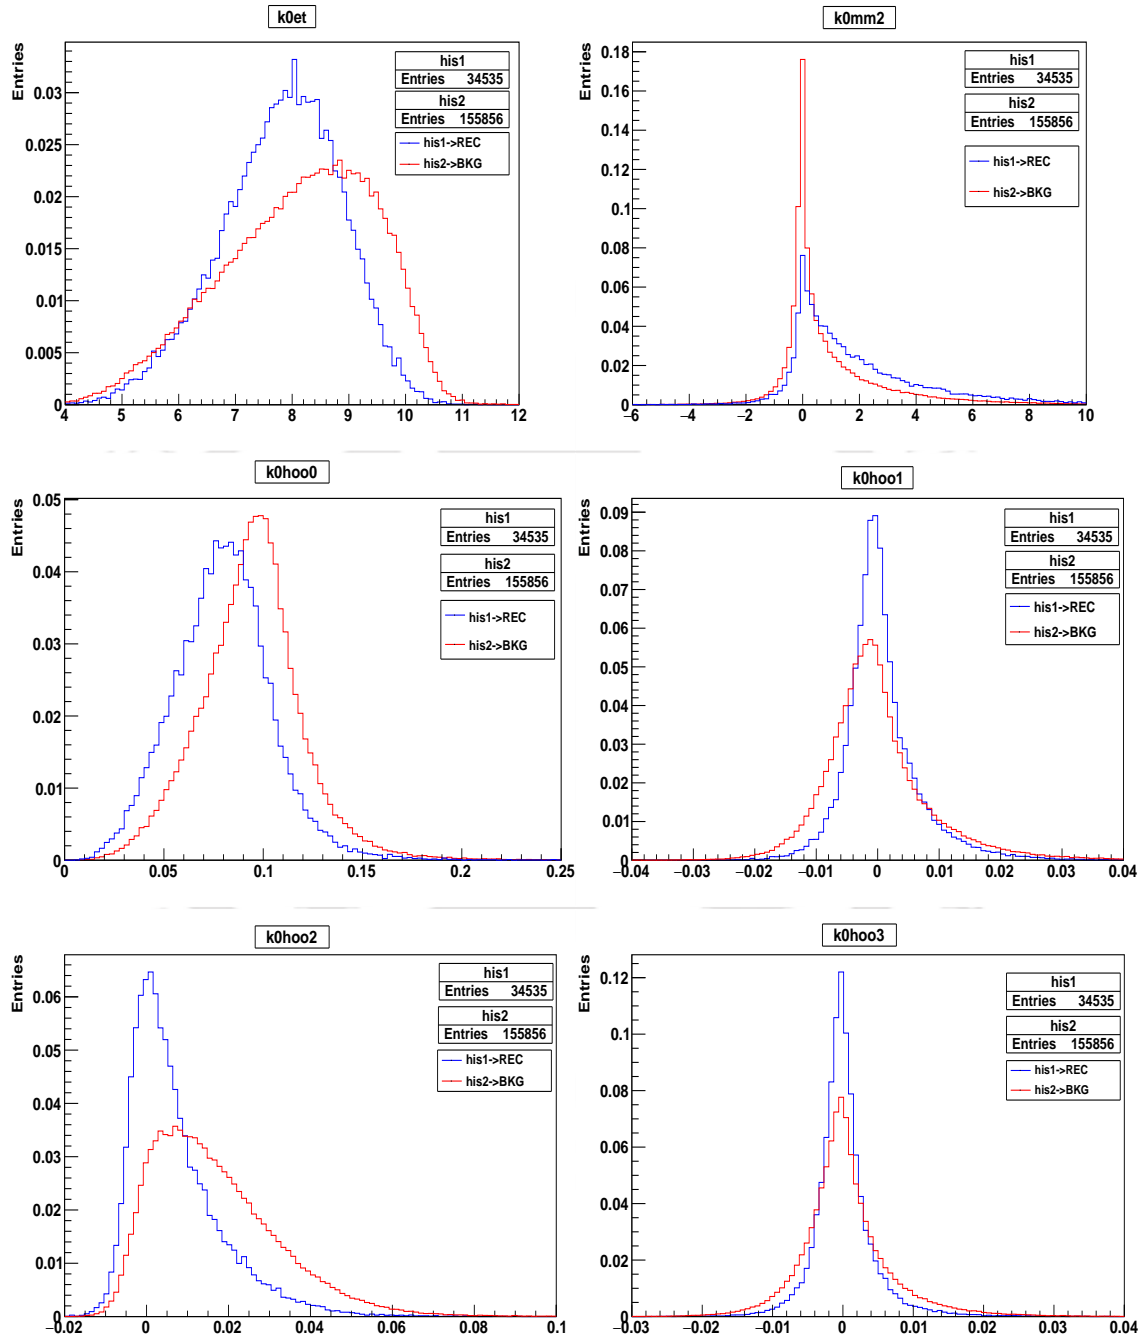 k0et
Entries
his1
Entries 34535
his2
Entries 155856
his1->REC
his2->BKG
0.03
0.025
0.02
0.015
0.01
0.005
0
4 5 6 7 8 9 10 11 12
k0mm2
Entries
his1
Entries 34535
his2
Entries 155856
his1->REC
his2->BKG
0.18
0.16
0.14
0.12
0.10
0.08
0.06
0.04
0.02
0
−6 −4 −2 0 2 4 6 8 10
k0hoo0
Entries
his1
Entries 34535
his2
Entries 155856
his1->REC
his2->BKG
0.05
0.04
0.03
0.02
0.01
0
0 0.05 0.1 0.15 0.2 0.25
k0hoo1
Entries
his1
Entries 34535
his2
Entries 155856
his1->REC
his2->BKG
0.09
0.08
0.07
0.06
0.05
0.04
0.03
0.02
0.01
0
−0.04 −0.03 −0.02 −0.01 0 0.01 0.02 0.03 0.04
k0hoo2
Entries
his1
Entries 34535
his2
Entries 155856
his1->REC
his2->BKG
0.06
0.05
0.04
0.03
0.02
0.01
0
−0.02 0 0.02 0.04 0.06 0.08 0.1
k0hoo3
Entries
his1
Entries 34535
his2
Entries 155856
his1->REC
his2->BKG
0.12
0.1
0.08
0.06
0.04
0.02
0
−0.03 −0.02 −0.01 0 0.01 0.02 0.03 0.04